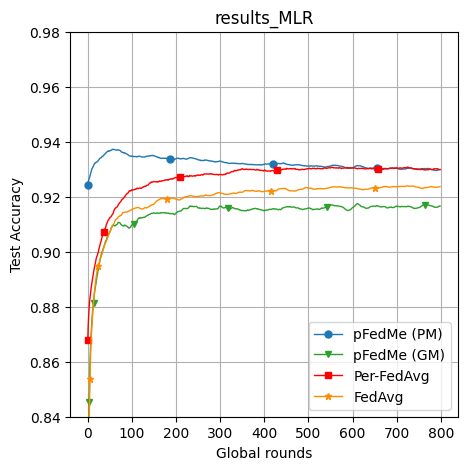 results_MLR
0.98
0.96
0.94
0.92
0.90
0.88
0.86
0.84
Test Accuracy
pFedMe (PM)
pFedMe (GM)
Per-FedAvg
FedAvg
0 100 200 300 400 500 600 700 800
Global rounds